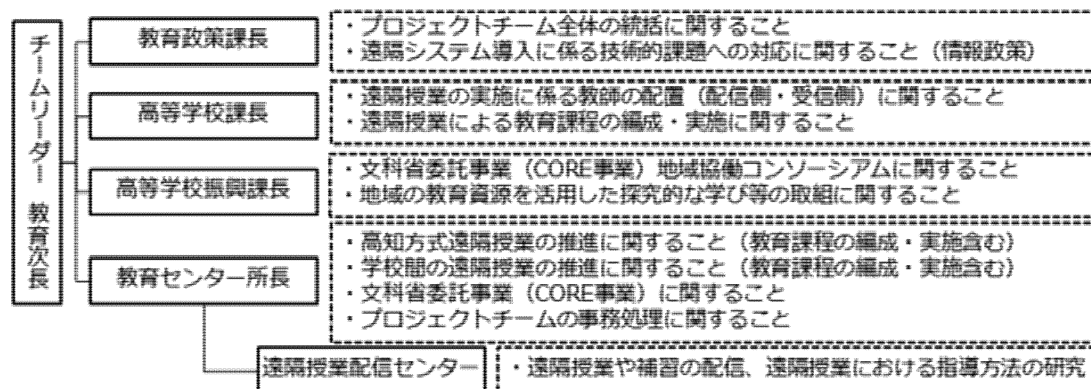 チームリーダー 教育次長
教育政策課長
・プロジェクトチーム全体の統括に関すること
・遠隔システム導入に係る技術的課題への対応に関すること（情報政策）
高等学校課長
・遠隔授業の実施に係る教師の配置（配信側・受信側）に関すること
・遠隔授業による教育課程の編成・実施に関すること
高等学校振興課長
・文科省委託事業（CORE事業）地域協働コンソーシアムに関すること
・地域の教育資源を活用した探究的な学び等の取組に関すること
教育センター所長
・高知方式遠隔授業の推進に関すること（教育課程の編成・実施含む）
・学校間の遠隔授業の推進に関すること（教育課程の編成・実施含む）
・文科省委託事業（CORE事業）に関すること
・プロジェクトチームの事務処理に関すること
遠隔授業配信センター
・遠隔授業や補習の配信、遠隔授業における指導方法の研究